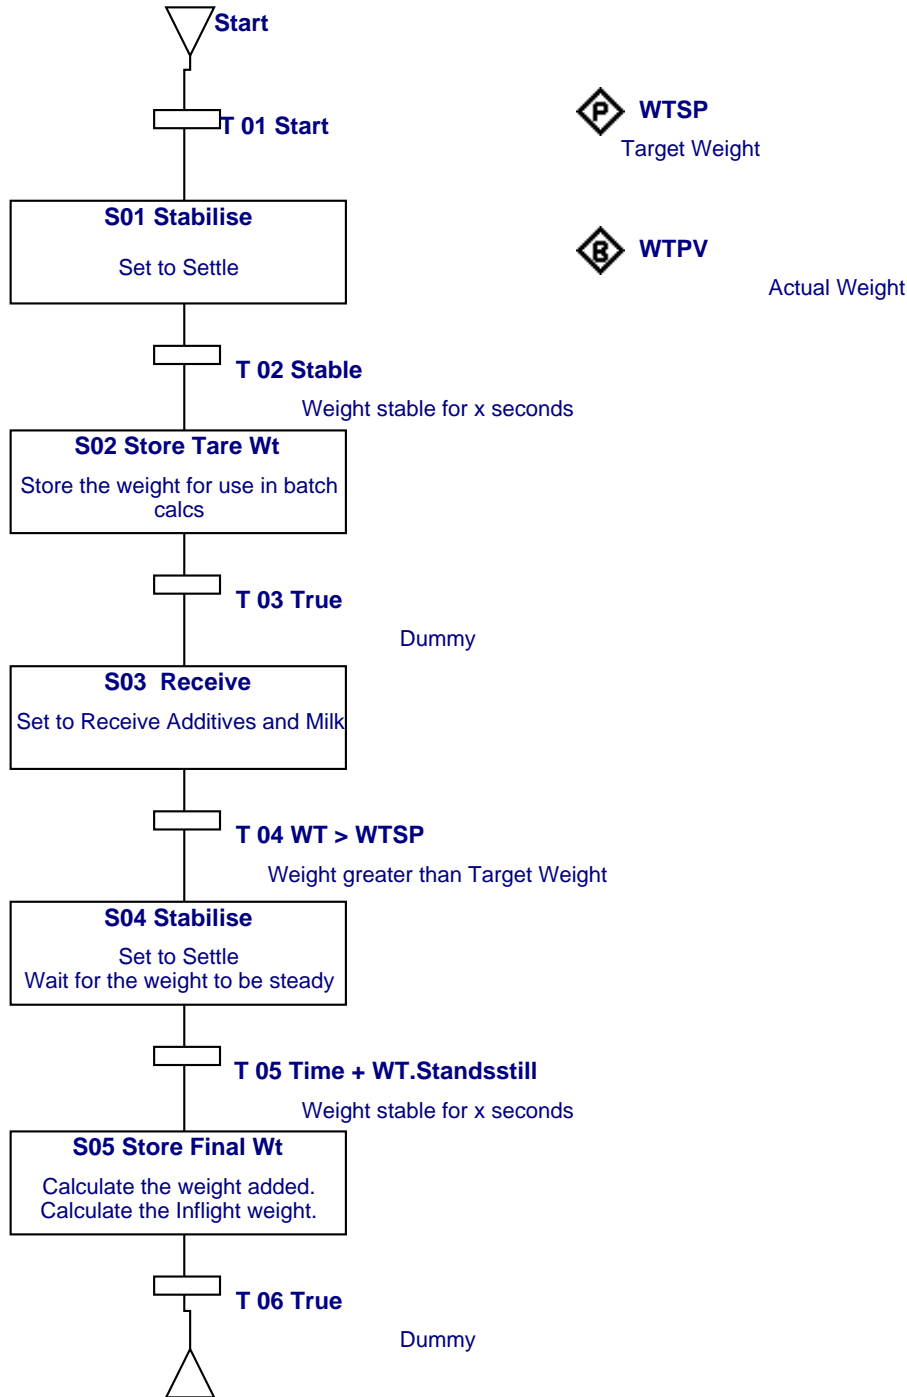 Start
T 01 Start
P WTSP
Target Weight
S01 Stabilise
Set to Settle
B WTPV
Actual Weight
T 02 Stable
Weight stable for x seconds
S02 Store Tare Wt
Store the weight for use in batch
calcs
T 03 True
Dummy
S03  Receive
Set to Receive Additives and Milk
T 04 WT > WTSP
Weight greater than Target Weight
S04 Stabilise
Set to Settle
Wait for the weight to be steady
T 05 Time + WT.Standsstill
Weight stable for x seconds
S05 Store Final Wt
Calculate the weight added.
Calculate the Inflight weight.
T 06 True
Dummy